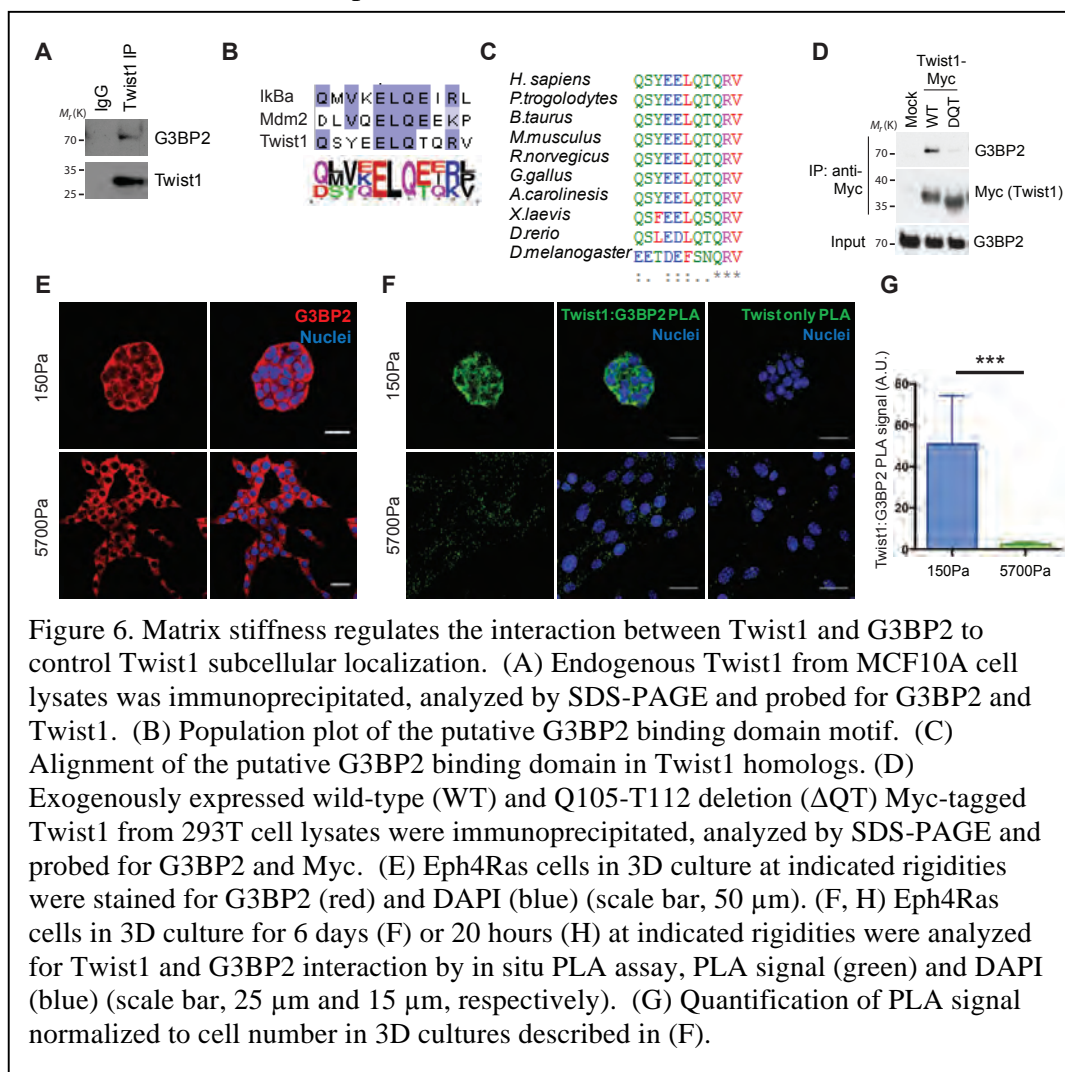 A
IgG
Twist1 IP
Mr(K)
70
G3BP2
35
25
Twist1
B
IkBa QMVKELQEIRL
Mdm2 DLVQELQEEKP
Twist1 QSYEELQTQRV
C
H. sapiens QSYEELQTQRV
P.trogolodytes QSYEELQTQRV
B.taurus QSYEELQTQRV
M.musculus QSYEELQTQRV
R.norvegicus QSYEELQTQRV
G.gallus QSYEELQTQRV
A.carolinesis QSYEELQTQRV
X.laevis QSFEELQSQRV
D.rerio QSLEDLQTQRV
D.melanogaster EETDEFSNQRV
:. :::..***
D
Twist1-
Myc
Mock
WT
DQT
Mr(K)
70
G3BP2
IP: anti-
Myc
40
35
Myc (Twist1)
Input 70 G3BP2
E
G3BP2
Nuclei
150Pa
5700Pa
F
Twist1:G3BP2 PLA
Nuclei
Twist only PLA
Nuclei
150Pa
5700Pa
G
***
Twist1:G3BP2 PLA signal (A.U.)
80
60
40
20
0
150Pa 5700Pa
Figure 6. Matrix stiffness regulates the interaction between Twist1 and G3BP2 to
control Twist1 subcellular localization. (A) Endogenous Twist1 from MCF10A cell
lysates was immunoprecipitated, analyzed by SDS-PAGE and probed for G3BP2 and
Twist1. (B) Population plot of the putative G3BP2 binding domain motif. (C)
Alignment of the putative G3BP2 binding domain in Twist1 homologs. (D)
Exogenously expressed wild-type (WT) and Q105-T112 deletion (ΔQT) Myc-tagged
Twist1 from 293T cell lysates were immunoprecipitated, analyzed by SDS-PAGE and
probed for G3BP2 and Myc. (E) Eph4Ras cells in 3D culture at indicated rigidities
were stained for G3BP2 (red) and DAPI (blue) (scale bar, 50 µm). (F, H) Eph4Ras
cells in 3D culture for 6 days (F) or 20 hours (H) at indicated rigidities were analyzed
for Twist1 and G3BP2 interaction by in situ PLA assay, PLA signal (green) and DAPI
(blue) (scale bar, 25 µm and 15 µm, respectively). (G) Quantification of PLA signal
normalized to cell number in 3D cultures described in (F).